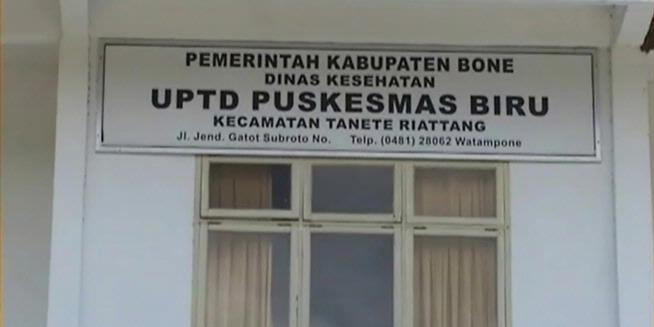 PEMERINTAH KABUPATEN BONE
DINAS KESEHATAN
UPTD PUSKESMAS BIRU
KECAMATAN TANETE RIATTANG
Jl. Jend. Gatot Subroto No. Telp. (0481) 28062 Watampone